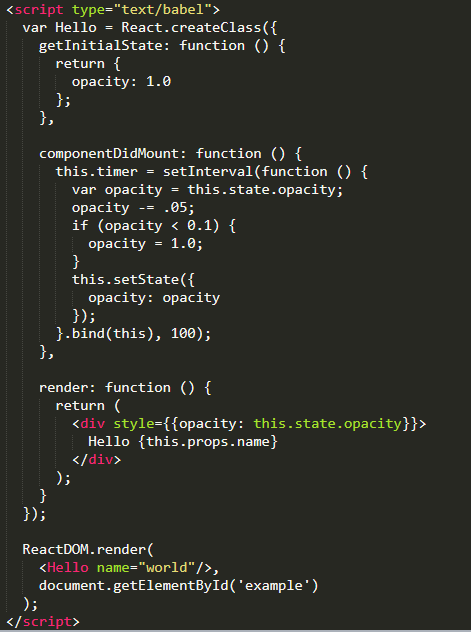 <script type="text/babel">
  var Hello = React.createClass({
    getInitialState: function () {
      return {
        opacity: 1.0
      };
    },

    componentDidMount: function () {
      this.timer = setInterval(function () {
        var opacity = this.state.opacity;
        opacity -= .05;
        if (opacity < 0.1) {
          opacity = 1.0;
        }
        this.setState({
          opacity: opacity
        });
      }.bind(this), 100);
    },

    render: function () {
      return (
        <div style={{opacity: this.state.opacity}}>
          Hello {this.props.name}
        </div>
      );
    }
  });

  ReactDOM.render(
    <Hello name="world"/>,
    document.getElementById('example')
  );
</script>